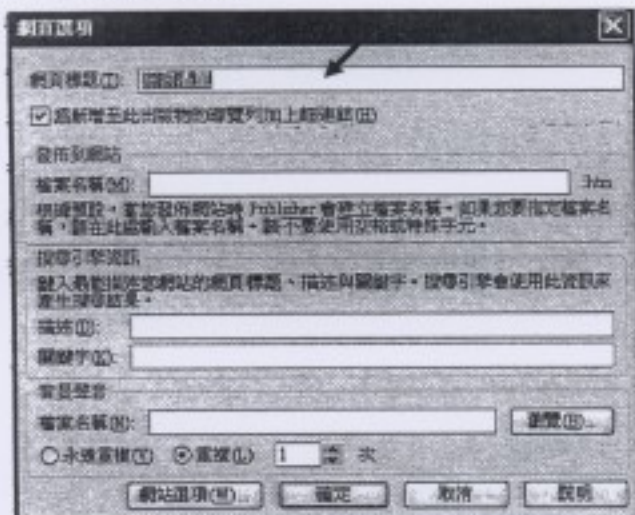 網頁選項
網頁標題(T):
將新增至此出版物的導覽列加上超連結(H)
發佈到網站
檔案名稱(M): .htm
根據預設，當您發佈網站時 Publisher 會建立檔案名稱。如果您要指定檔案名
稱，請在此處輸入檔案名稱。請不要使用空格或特殊字元。
搜尋引擎資訊
鍵入最能描述您網站的網頁標題、描述與關鍵字。搜尋引擎會使用此資訊來
產生搜尋結果。
描述(D):
關鍵字(K):
背景聲音
檔案名稱(N): 瀏覽(B)...
永遠重複(Y) 重複(L) 1 次
網站選項(W)... 確定 取消 說明